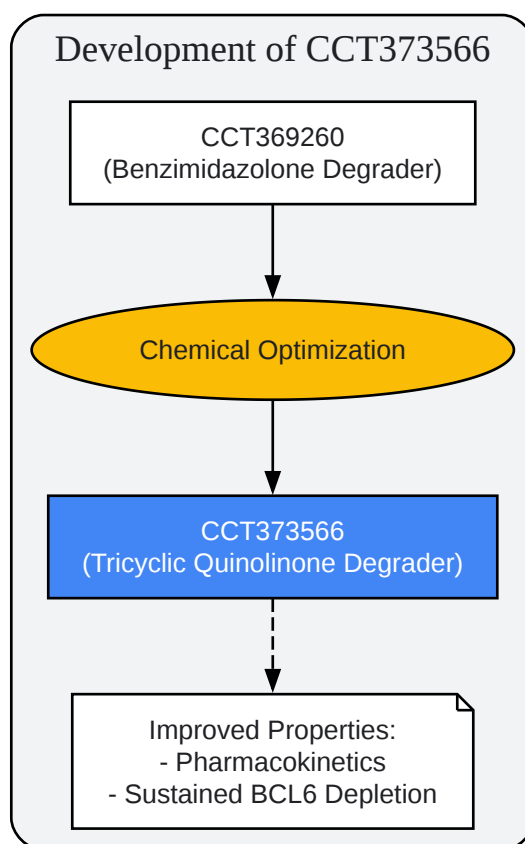 Development of CCT373566
CCT369260
(Benzimidazolone Degrader)
Chemical Optimization
CCT373566
(Tricyclic Quinolinone Degrader)
Improved Properties:
- Pharmacokinetics
- Sustained BCL6 Depletion